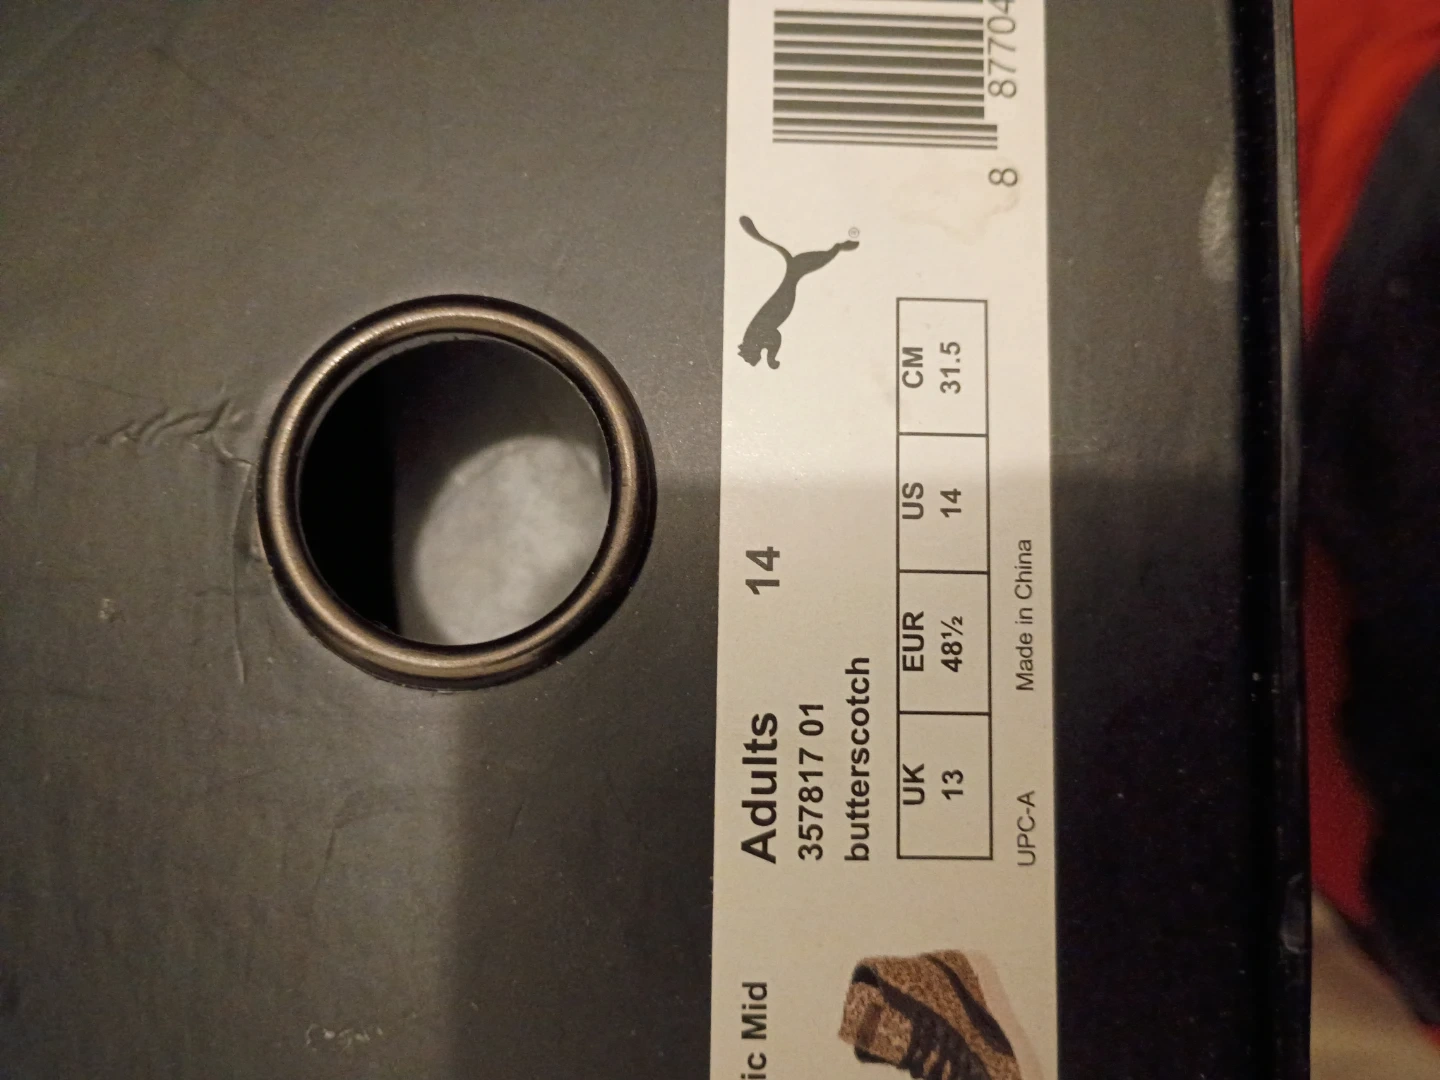 ic Mid
Adults 14
357817 01
butterscotch
UK EUR US CM
13 48½ 14 31.5
UPC-A Made in China
8 87704
®